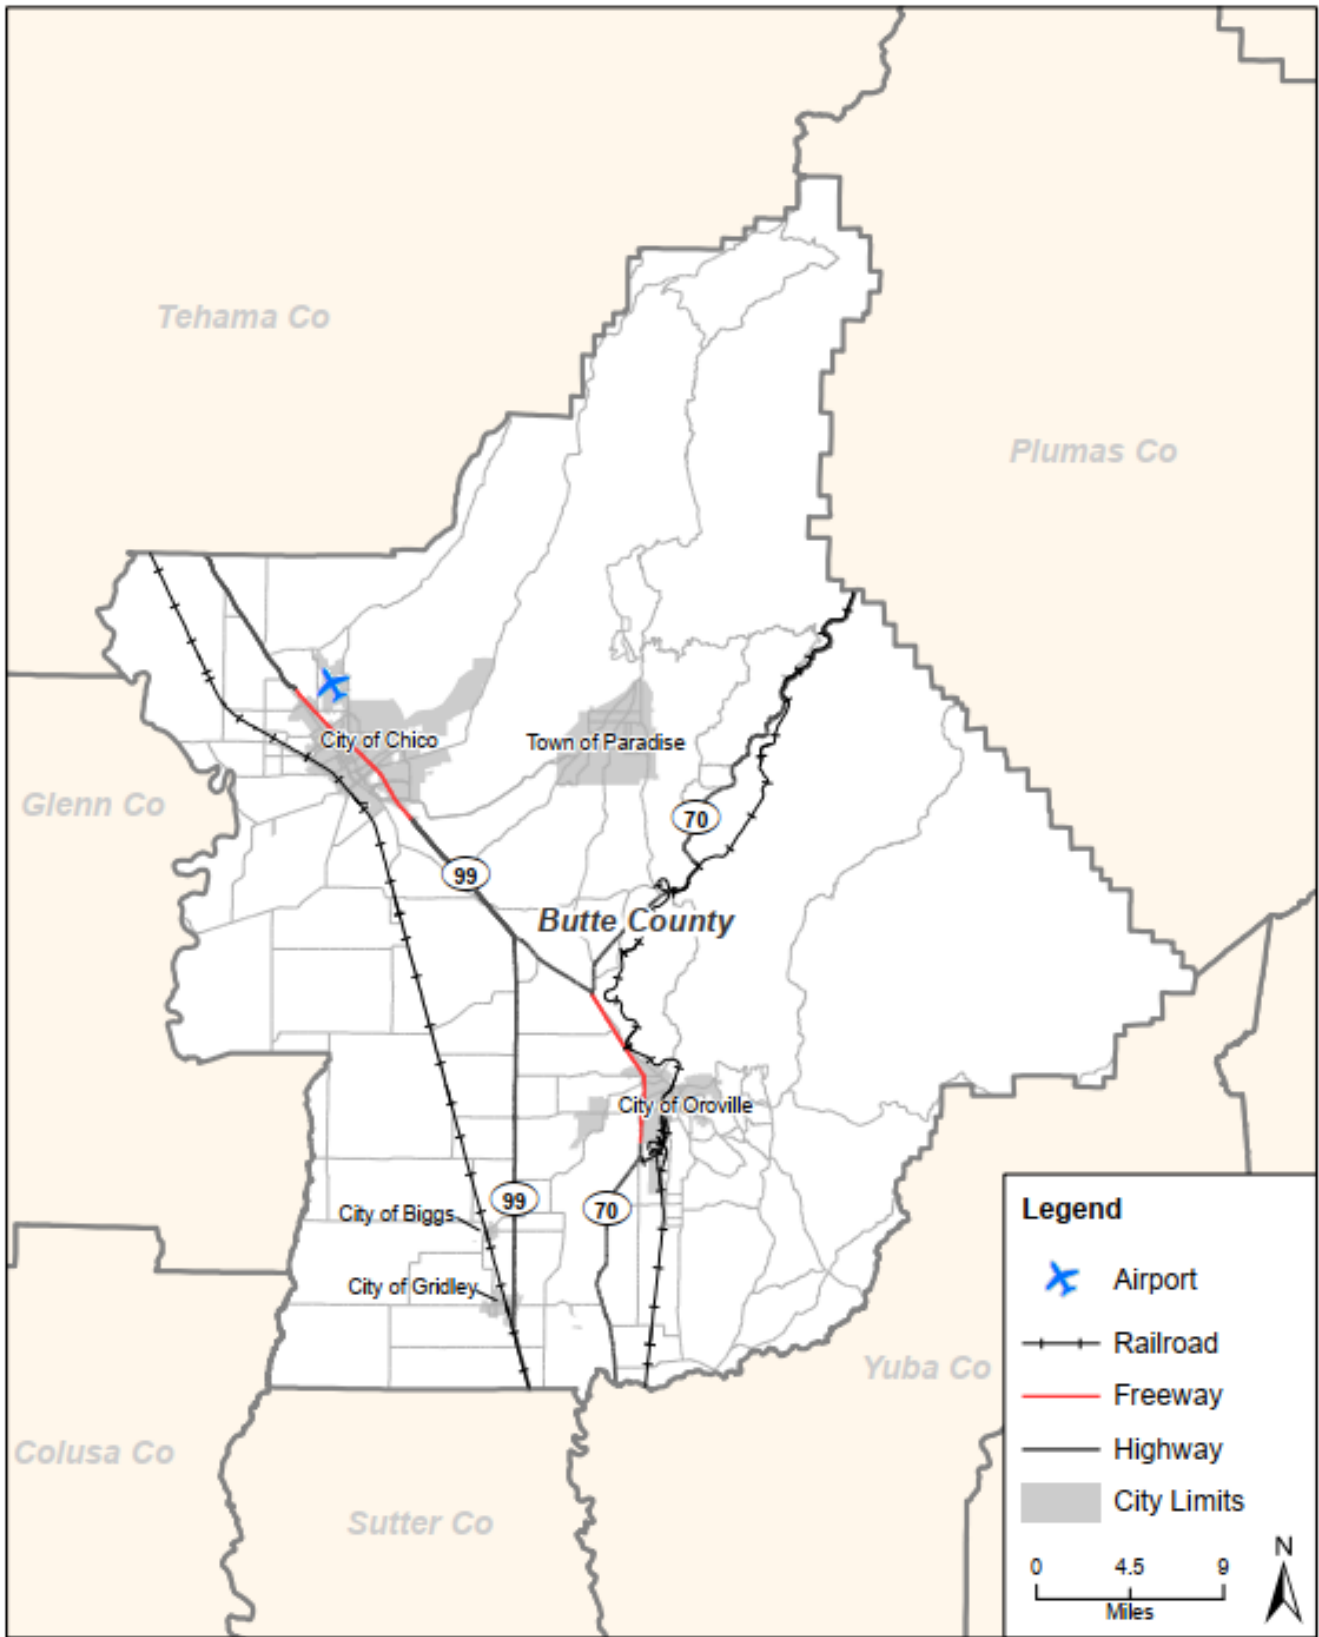 Tehama Co
Plumas Co
City of Chico
Town of Paradise
Glenn Co
70
99
Butte County
City of Oroville
99
70
City of Biggs
City of Gridley
Yuba Co
Colusa Co
Sutter Co
Legend
Airport
Railroad
Freeway
Highway
City Limits
0 4.5 9
Miles
N